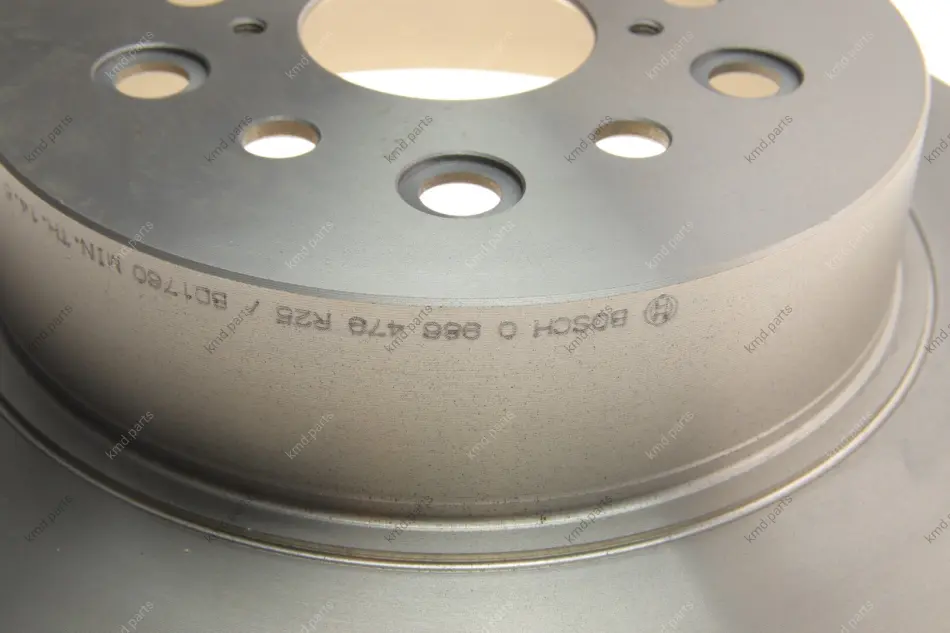 BOSCH 0 986 479 R25 / BD1760 MIN.TH.14.
kmd.parts